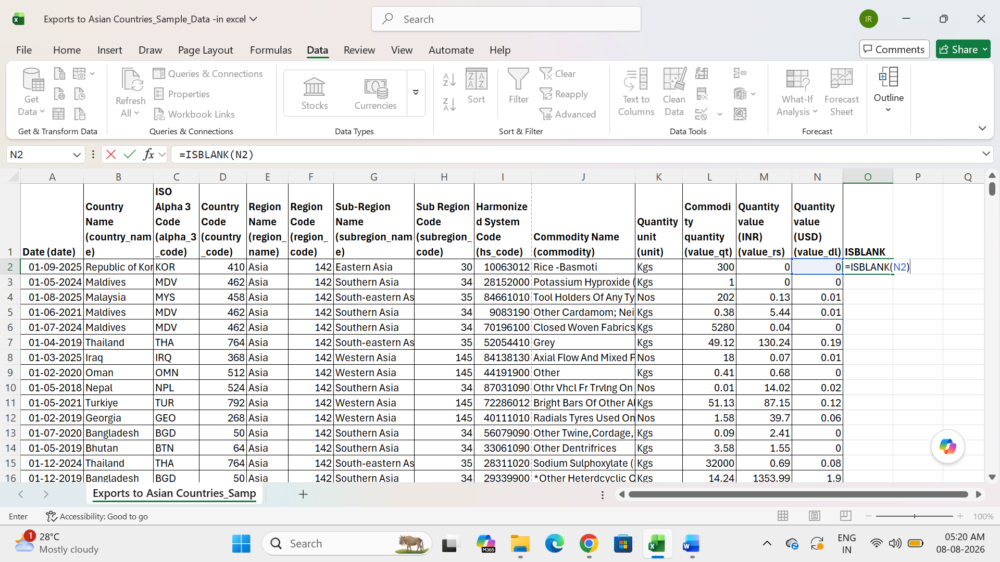 Exports to Asian Countries_Sample_Data -in excel
Search
IR
File Home Insert Draw Page Layout Formulas Data Review View Automate Help
Comments
Share
Get Data
Refresh All
Queries & Connections
Properties
Workbook Links
Stocks
Currencies
Sort
Filter
Clear
Reapply
Advanced
Text to Columns
Clean Data
What-If Analysis
Forecast Sheet
Outline
Get & Transform Data
Queries & Connections
Data Types
Sort & Filter
Data Tools
Forecast
N2
fx
=ISBLANK(N2)
A B C D E F G H I J K L M N O P Q
1
Date (date)
Country Name (country_nam e)
ISO Alpha 3 Code (alpha_3 _code)
Country Code (country _code)
Region Name (region_ name)
Region Code (region_ code)
Sub-Region Name (subregion_nam e)
Sub Region Code (subregion_ code)
Harmonize d System Code (hs_code)
Commodity Name (commodity)
Quantity unit (unit)
Commodi ty quantity (value_qt)
Quantity value (INR) (value_rs)
Quantity value (USD) (value_dl)
ISBLANK
2 01-09-2025 Republic of Kor KOR 410 Asia 142 Eastern Asia 30 10063012 Rice -Basmoti Kgs 300 0 0 =ISBLANK(N2)
3 01-05-2024 Maldives MDV 462 Asia 142 Southern Asia 34 28152000 Potassium Hyproxide ( Kgs 1 0 0
4 01-08-2025 Malaysia MYS 458 Asia 142 South-eastern As 35 84661010 Tool Holders Of Any Ty Nos 202 0.13 0.01
5 01-06-2021 Maldives MDV 462 Asia 142 Southern Asia 34 9083190 Other Cardamom; Nei Kgs 0.38 5.44 0.01
6 01-07-2024 Maldives MDV 462 Asia 142 Southern Asia 34 70196100 Closed Woven Fabrics Kgs 5280 0.04 0
7 01-04-2019 Thailand THA 764 Asia 142 South-eastern As 35 52054410 Grey Kgs 49.12 130.24 0.19
8 01-03-2025 Iraq IRQ 368 Asia 142 Western Asia 145 84138130 Axial Flow And Mixed F Nos 18 0.07 0.01
9 01-02-2020 Oman OMN 512 Asia 142 Western Asia 145 44191900 Other Kgs 0.41 0.68 0
10 01-05-2018 Nepal NPL 524 Asia 142 Southern Asia 34 87031090 Othr Vhcl Fr Trvlng On Nos 0.01 14.02 0.02
11 01-05-2021 Turkiye TUR 792 Asia 142 Western Asia 145 72286012 Bright Bars Of Other Al Kgs 51.13 87.15 0.12
12 01-02-2019 Georgia GEO 268 Asia 142 Western Asia 145 40111010 Radials Tyres Used On Nos 1.58 39.7 0.06
13 01-07-2020 Bangladesh BGD 50 Asia 142 Southern Asia 34 56079090 Other Twine,Cordage, Kgs 0.09 2.41 0
14 01-05-2019 Bhutan BTN 64 Asia 142 Southern Asia 34 33061090 Other Dentrifrices Kgs 3.58 1.55 0
15 01-12-2024 Thailand THA 764 Asia 142 South-eastern As 35 28311020 Sodium Sulphoxylate ( Kgs 32000 0.69 0.08
16 01-12-2019 Bangladesh BGD 50 Asia 142 Southern Asia 34 29339900 *Other Heterdcyclic C Kgs 14.24 1353.99 1.9
Exports to Asian Countries_Samp
Enter
Accessibility: Good to go
100%
1
28°C
Mostly cloudy
Search
M365
ENG
IN
05:20 AM
08-08-2026